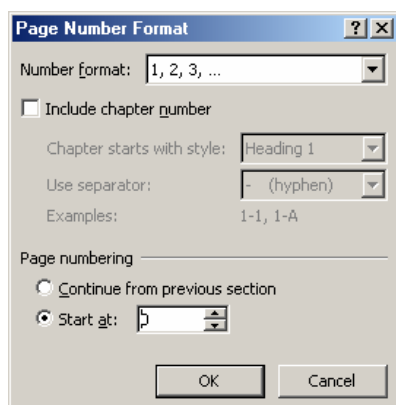 Page Number Format
Number format: 1, 2, 3, ...
Include chapter number
Chapter starts with style: Heading 1
Use separator: - (hyphen)
Examples: 1-1, 1-A
Page numbering
Continue from previous section
Start at:
OK Cancel